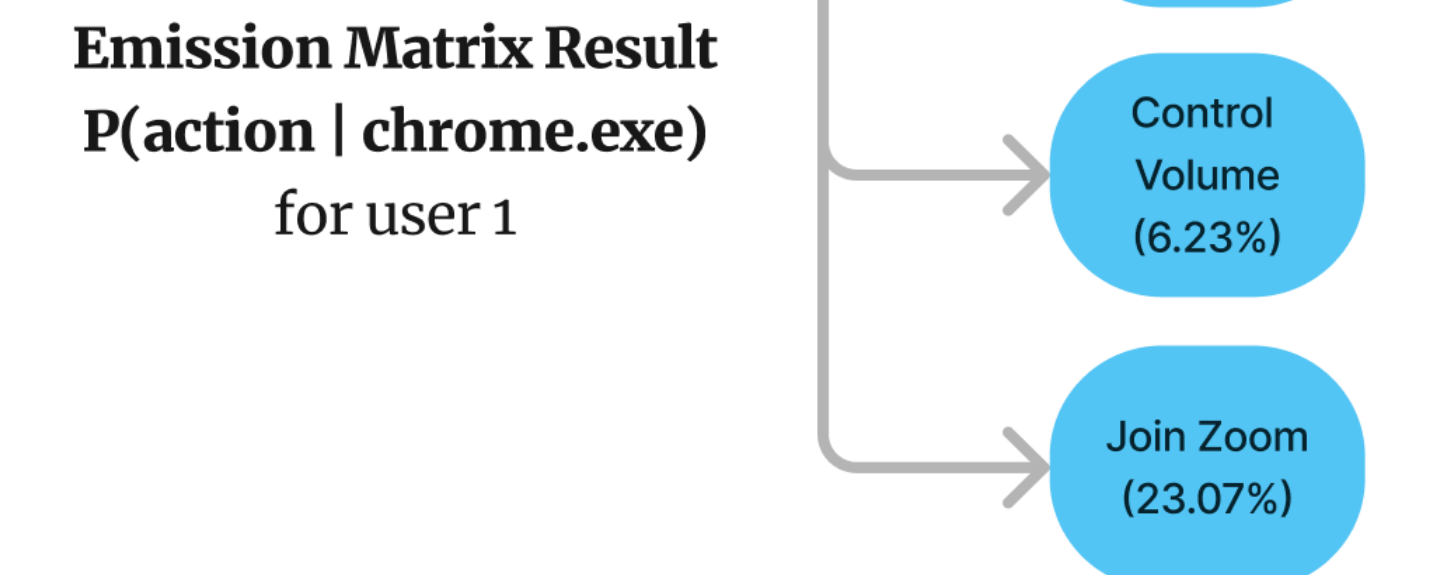 Emission Matrix Result
P(action | chrome.exe)
for user 1
Control
Volume
(6.23%)
Join Zoom
(23.07%)